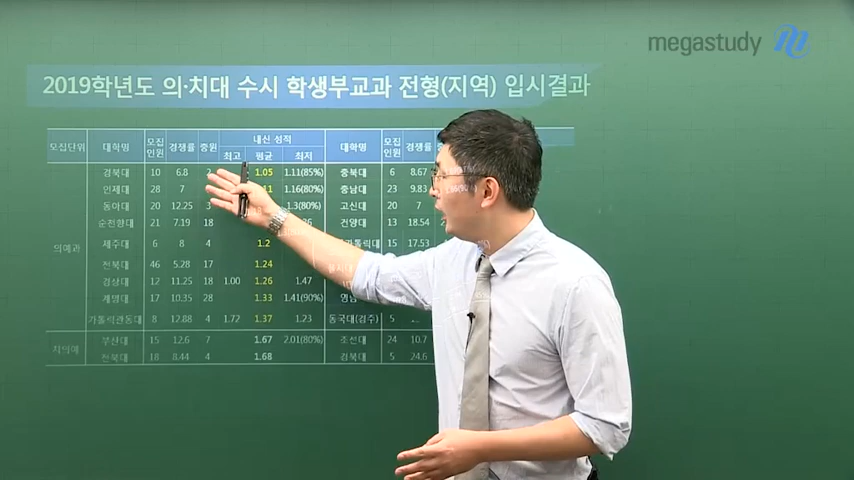 megastudy
2019학년도 의·치대 수시 학생부교과 전형(지역) 입시결과
모집단위 대학명 모집인원 경쟁률 충원 내신 성적 대학명 모집인원 경쟁률
최고 평균 최저
의예과 경북대 10 6.8 1.05 1.11(85%) 충북대 6 8.67
인제대 28 7 1.16(80%) 충남대 23 9.83
동아대 20 12.25 3 1.3(80%) 고신대 20 7
순천향대 21 7.19 18 건양대 13 18.54
제주대 6 8 4 1.2 15 17.53
전북대 46 5.28 17 1.24
경상대 12 11.25 18 1.00 1.26 1.47
계명대 17 10.35 28 1.33 1.41(90%)
가톨릭관동대 8 12.88 4 1.72 1.37 1.23 동국대(경주) 5
치의예 부산대 15 12.6 7 1.67 2.01(80%) 조선대 24 10.7
전북대 18 8.44 4 1.68 경북대 5 24.6